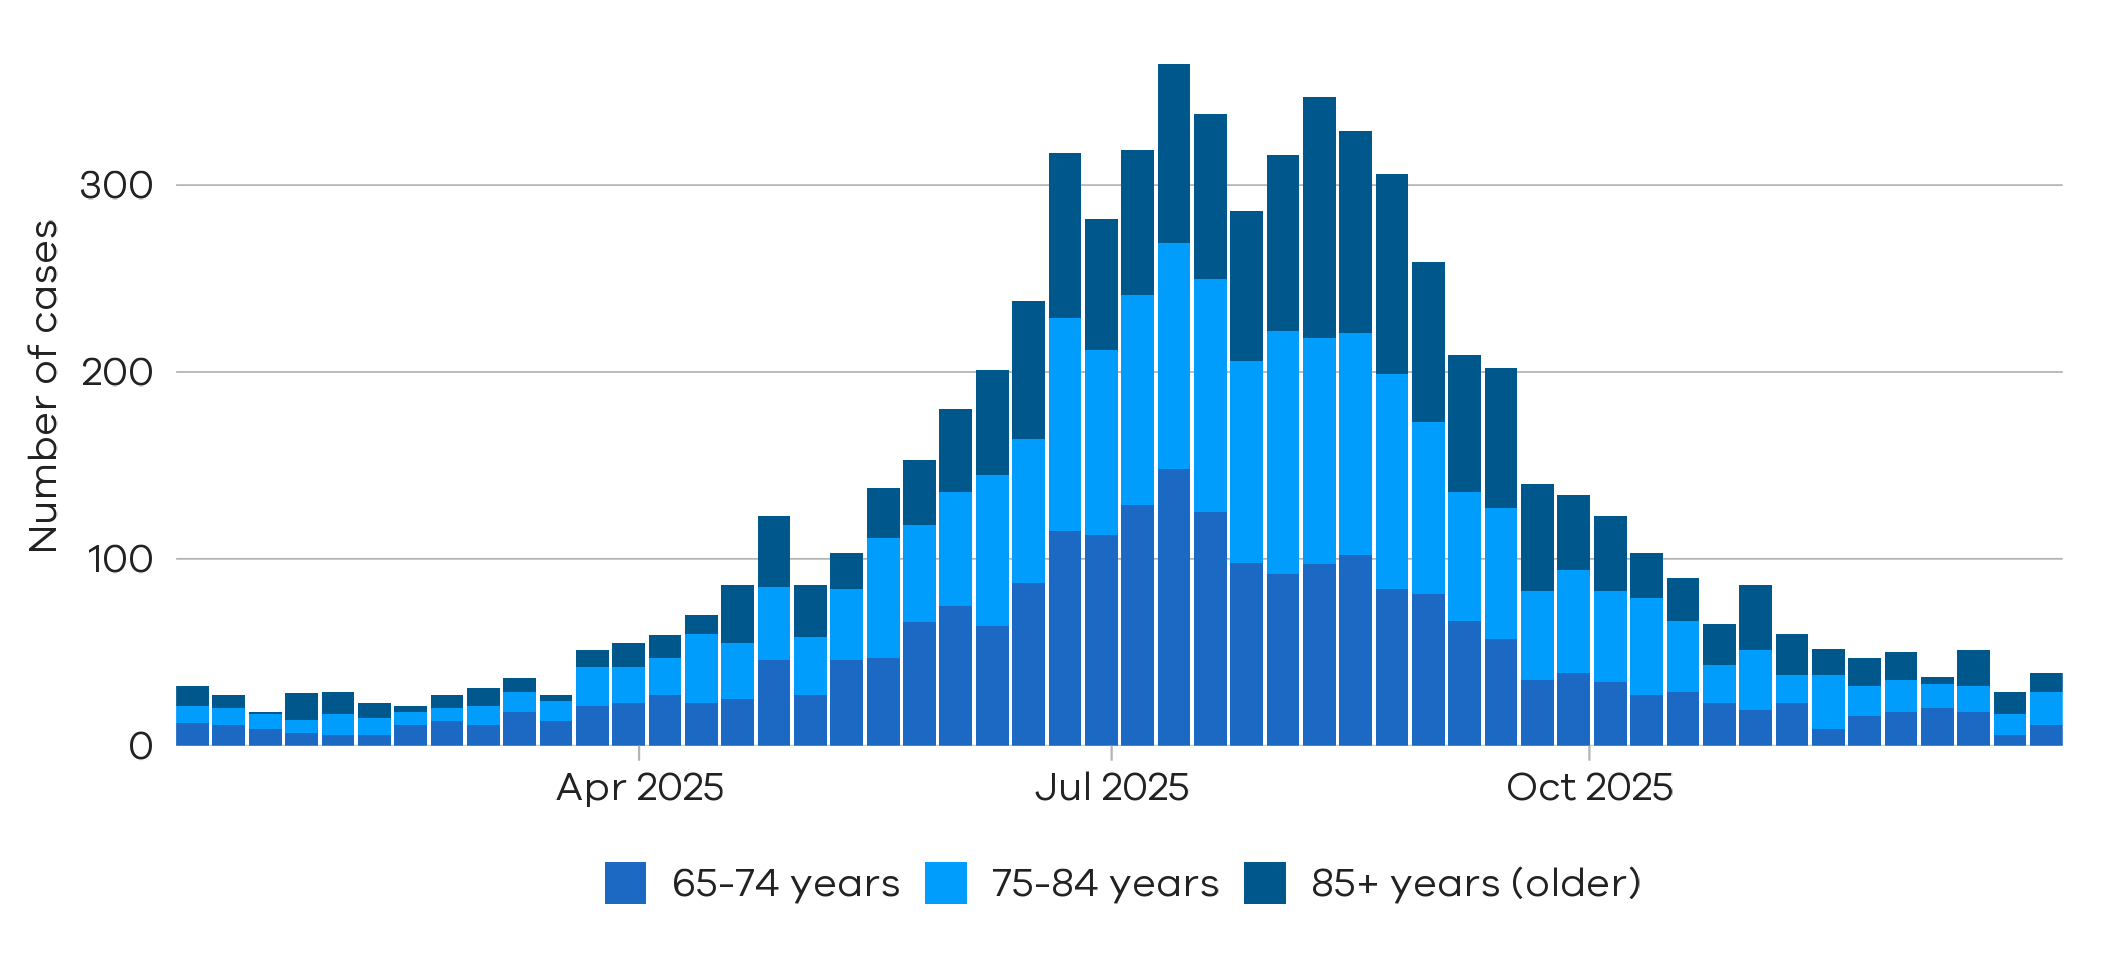 Number of cases
300
200
100
0
Apr 2025 Jul 2025 Oct 2025
65-74 years 75-84 years 85+ years (older)